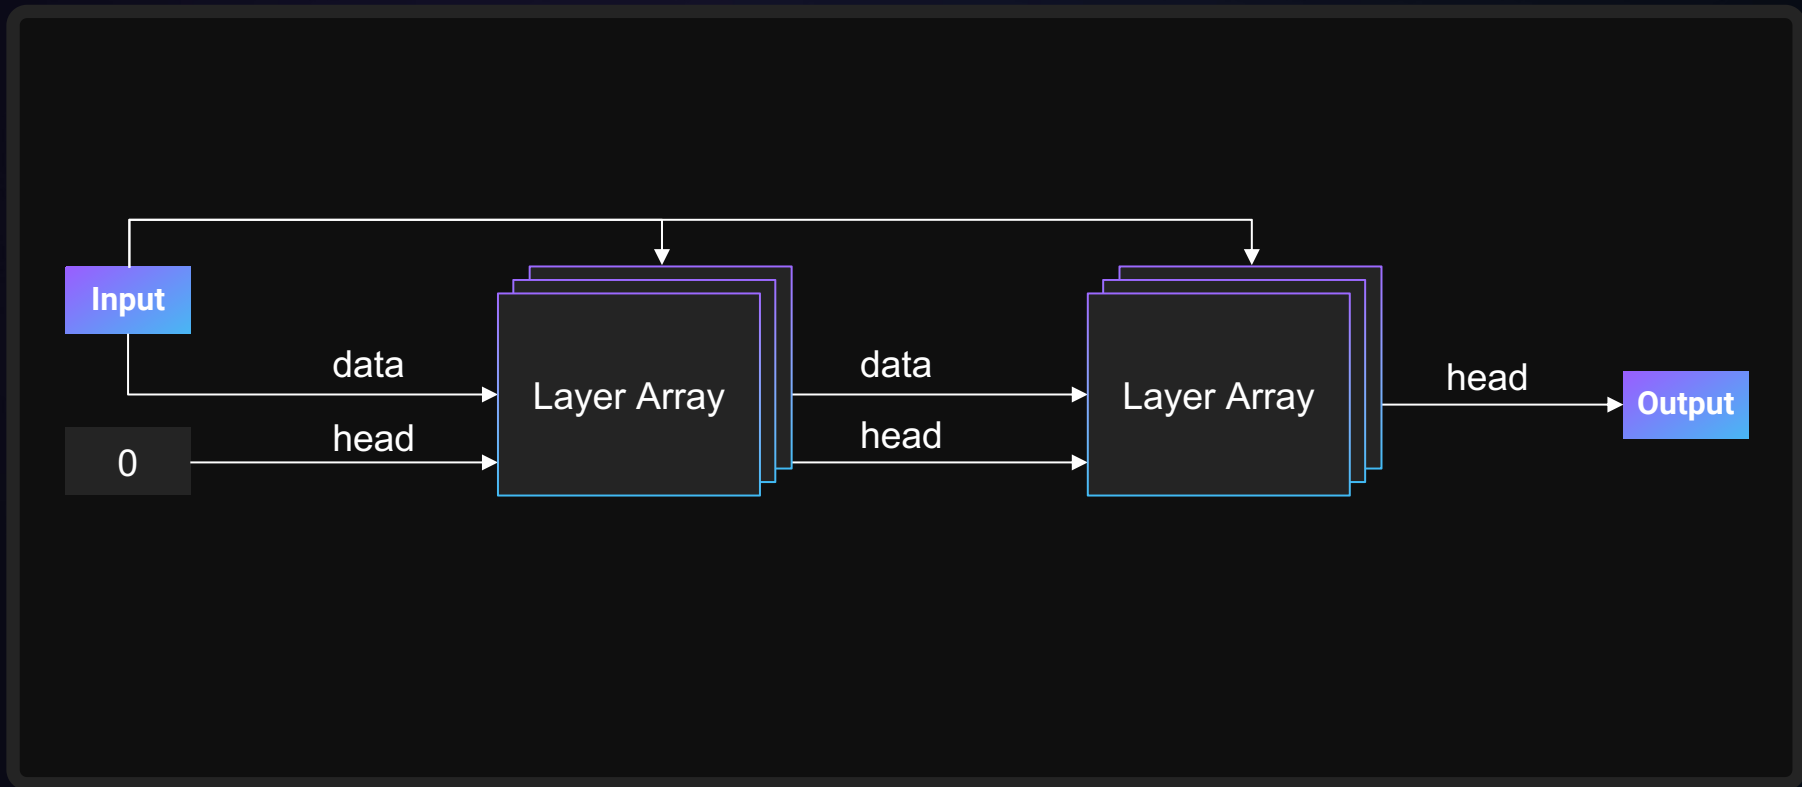 Input
data
data
head
Layer Array
Layer Array
Output
0
head
head